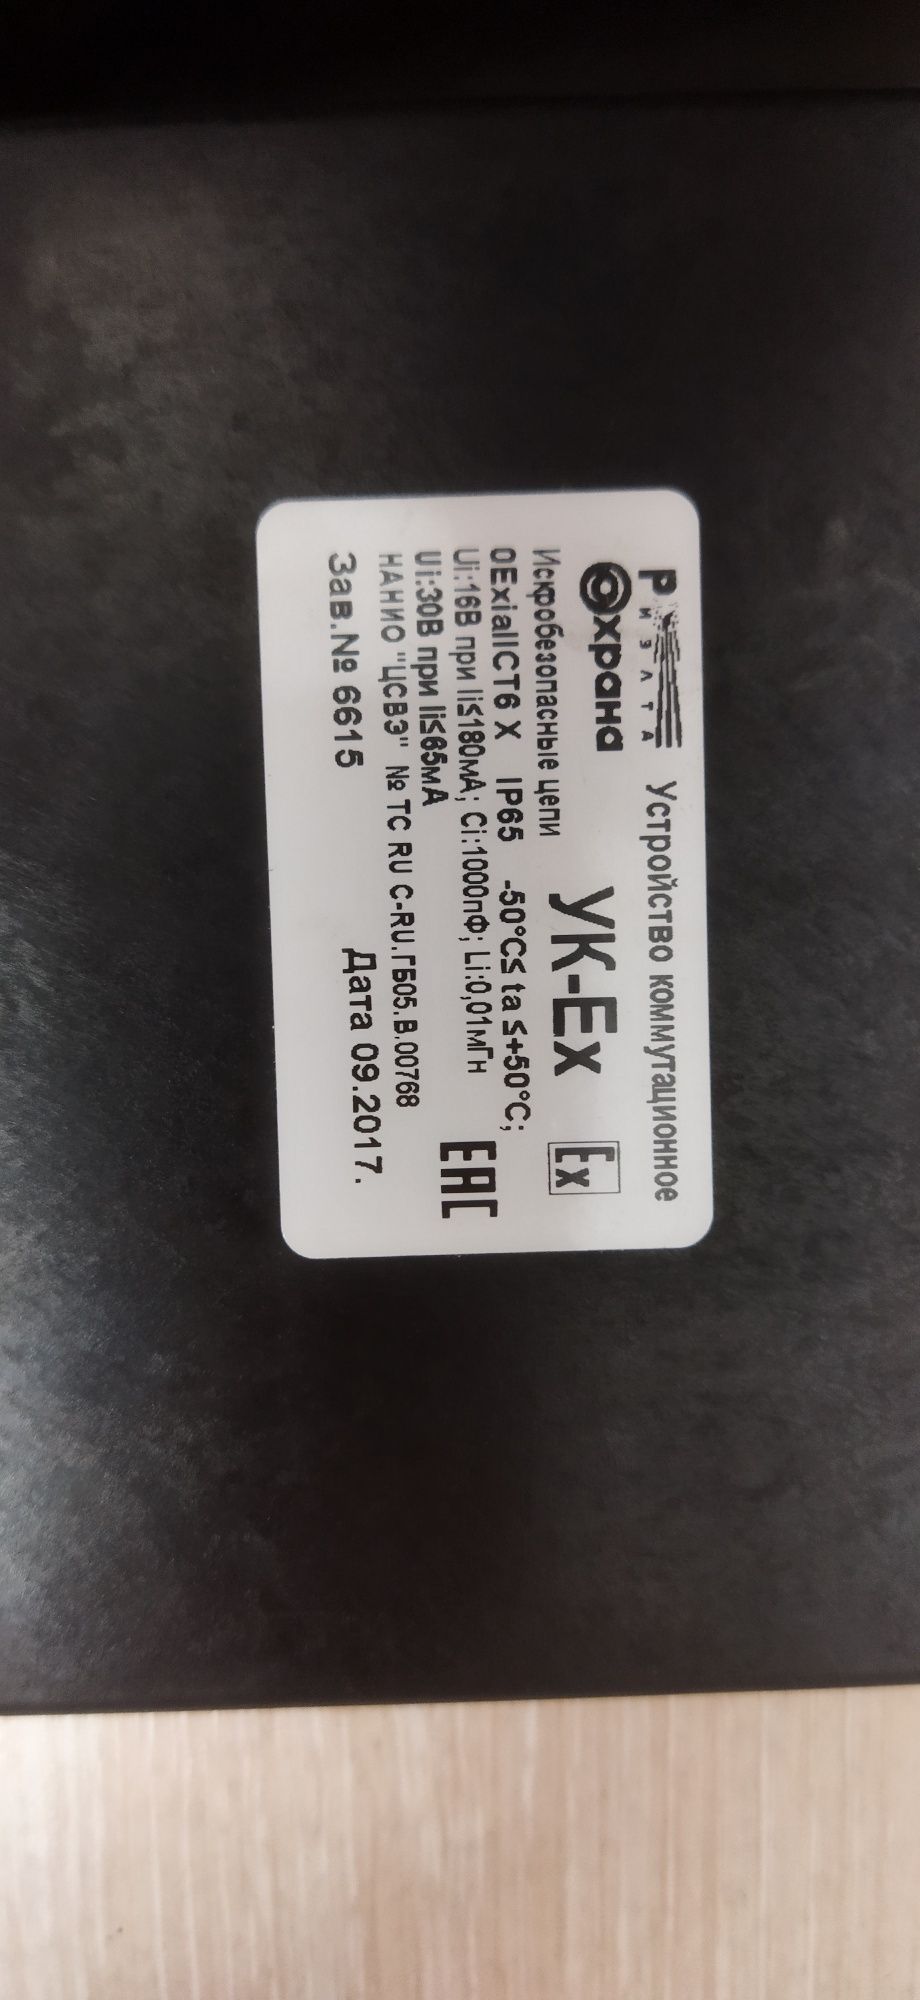 Риэлта Устройство коммутационное
Охрана УК-Ех Ex
Искробезопасные цепи
0ExiaIICT6 X IP65 -50°C≤ ta ≤+50°C;
Ui:16В при Ii≤180мА; Ci:1000пФ; Li:0,01мГн
Ui:30В при Ii≤65мА EAC
НАНИО "ЦСВЭ" № ТС RU C-RU.ГБ05.В.00768
Зав.№ 6615 Дата 09.2017.